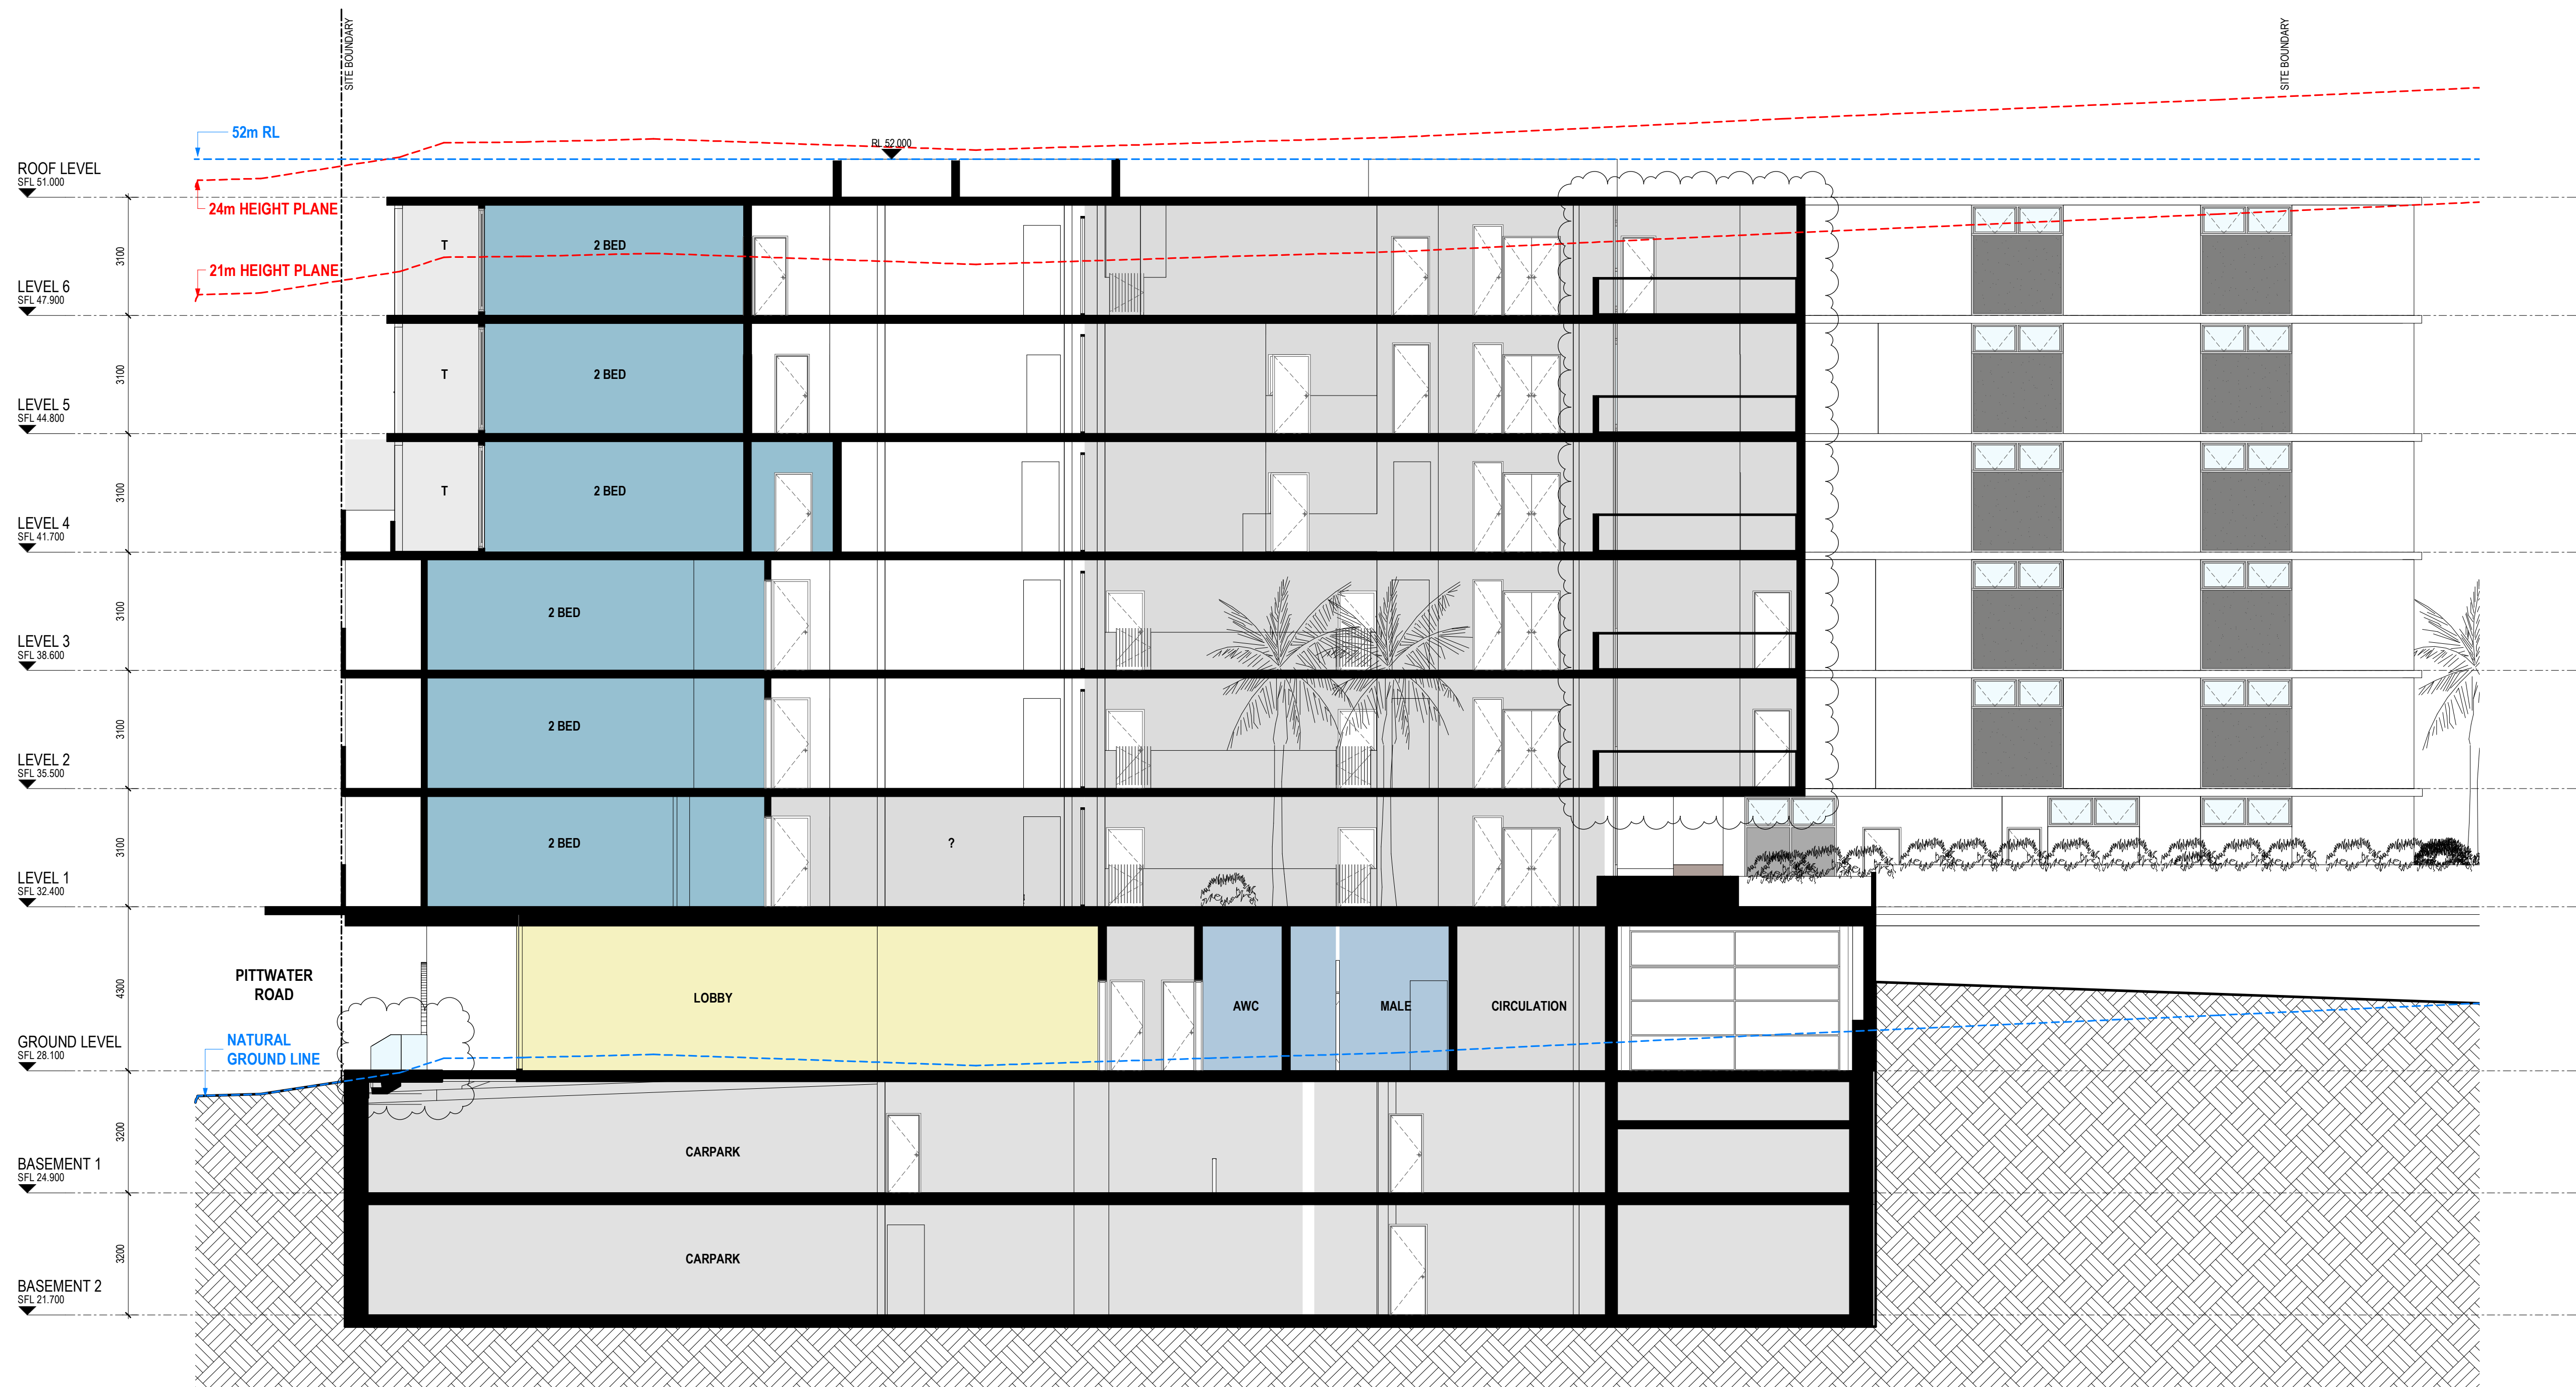 SITE BOUNDARY
SITE BOUNDARY
52m RL
RL 52.000
ROOF LEVEL
SFL 51.000
24m HEIGHT PLANE
3100
T
2 BED
21m HEIGHT PLANE
LEVEL 6
SFL 47.900
3100
T
2 BED
LEVEL 5
SFL 44.800
3100
T
2 BED
LEVEL 4
SFL 41.700
3100
2 BED
LEVEL 3
SFL 38.600
3100
2 BED
LEVEL 2
SFL 35.500
3100
2 BED
?
LEVEL 1
SFL 32.400
4300
PITTWATER
ROAD
LOBBY
AWC
MALE
CIRCULATION
NATURAL
GROUND LINE
GROUND LEVEL
SFL 28.100
3200
CARPARK
BASEMENT 1
SFL 24.900
3200
CARPARK
BASEMENT 2
SFL 21.700